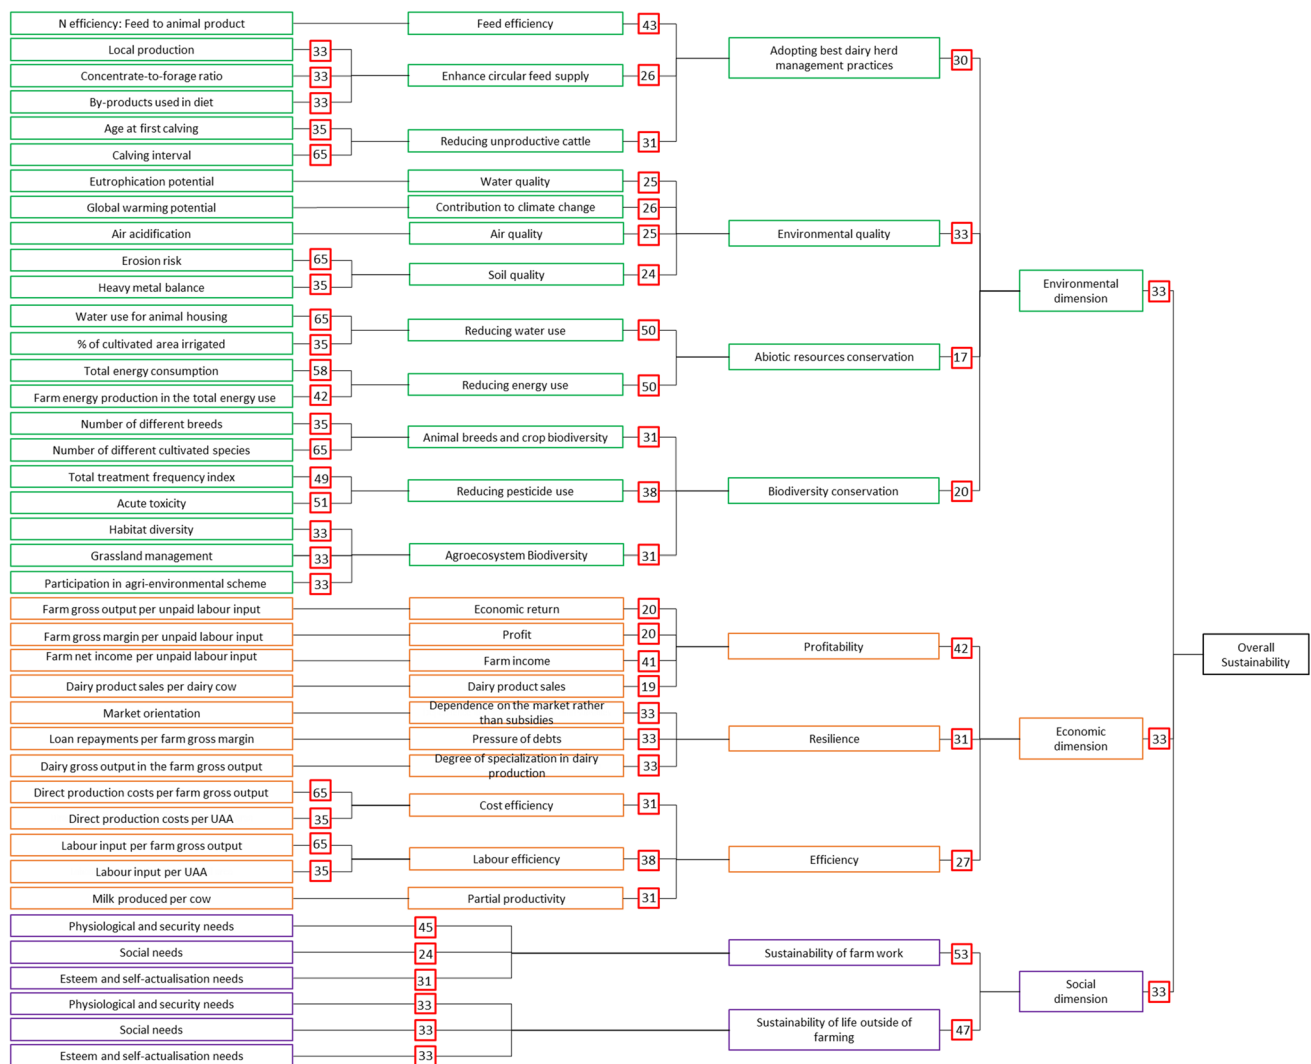 N efficiency: Feed to animal product
Feed efficiency
43
Local production
33
Adopting best dairy herd
management practices
30
Concentrate-to-forage ratio
33
Enhance circular feed supply
26
By-products used in diet
33
Age at first calving
35
Reducing unproductive cattle
31
Calving interval
65
Eutrophication potential
Water quality
25
Global warming potential
Contribution to climate change
26
Air acidification
Air quality
25
Environmental quality
33
Erosion risk
65
Soil quality
24
Heavy metal balance
35
Environmental
dimension
33
Water use for animal housing
65
Reducing water use
50
% of cultivated area irrigated
35
Abiotic resources conservation
17
Total energy consumption
58
Reducing energy use
50
Farm energy production in the total energy use
42
Number of different breeds
35
Animal breeds and crop biodiversity
31
Number of different cultivated species
65
Total treatment frequency index
49
Reducing pesticide use
38
Biodiversity conservation
20
Acute toxicity
51
Habitat diversity
33
Grassland management
33
Agroecosystem Biodiversity
31
Participation in agri-environmental scheme
33
Farm gross output per unpaid labour input
Economic return
20
Farm gross margin per unpaid labour input
Profit
20
Profitability
42
Overall
Sustainability
Farm net income per unpaid labour input
Farm income
41
Dairy product sales per dairy cow
Dairy product sales
19
Market orientation
Dependence on the market rather
than subsidies
33
Loan repayments per farm gross margin
Pressure of debts
33
Resilience
31
Economic
dimension
33
Dairy gross output in the farm gross output
Degree of specialization in dairy
production
33
Direct production costs per farm gross output
65
Cost efficiency
31
Direct production costs per UAA
35
Labour input per farm gross output
65
Labour efficiency
38
Efficiency
27
Labour input per UAA
35
Milk produced per cow
Partial productivity
31
Physiological and security needs
45
Social needs
24
Sustainability of farm work
53
Esteem and self-actualisation needs
31
Social
dimension
33
Physiological and security needs
33
Social needs
33
Sustainability of life outside of
farming
47
Esteem and self-actualisation needs
33